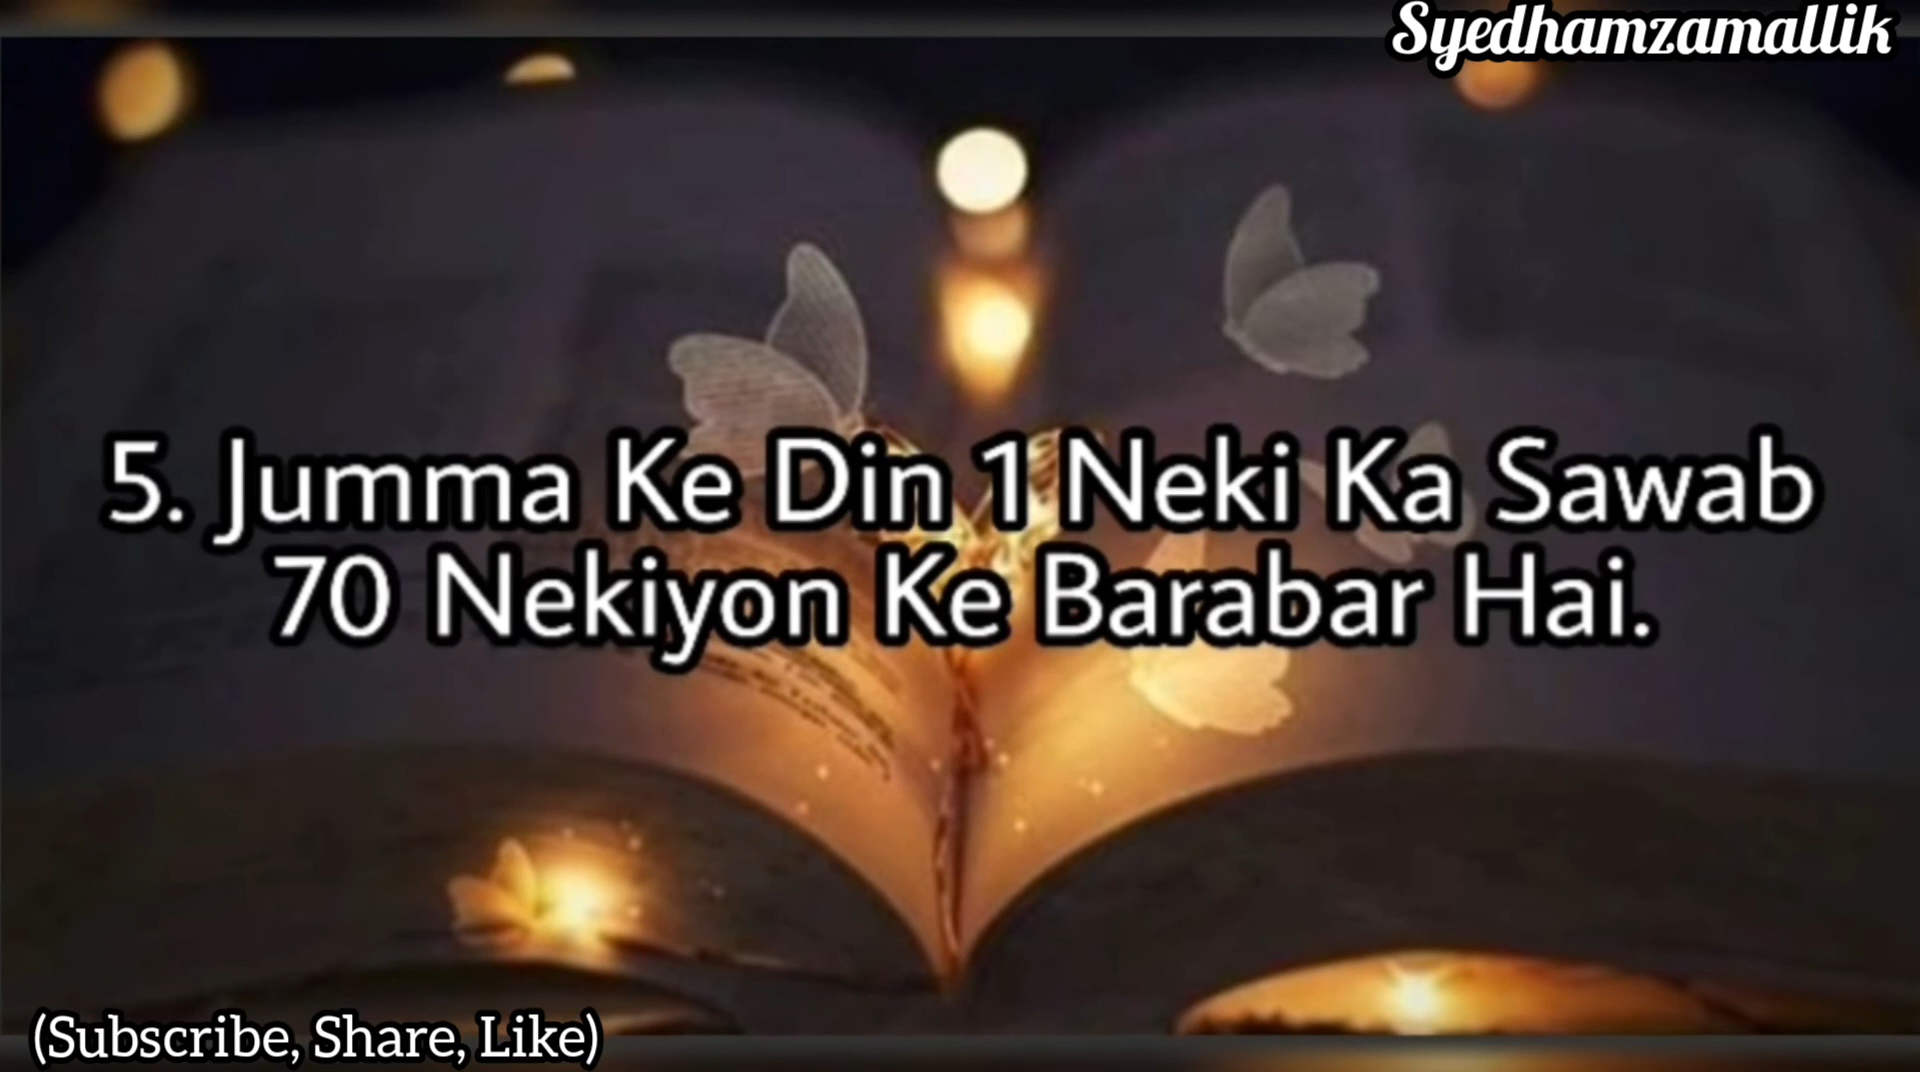 Syedhamzamallik
5. Jumma Ke Din 1 Neki Ka Sawab
70 Nekiyon Ke Barabar Hai.
(Subscribe, Share, Like)